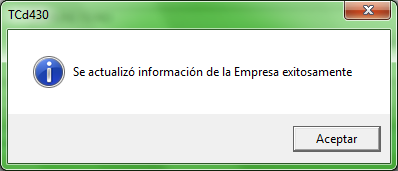 TCd430
Se actualizó información de la Empresa exitosamente
Aceptar